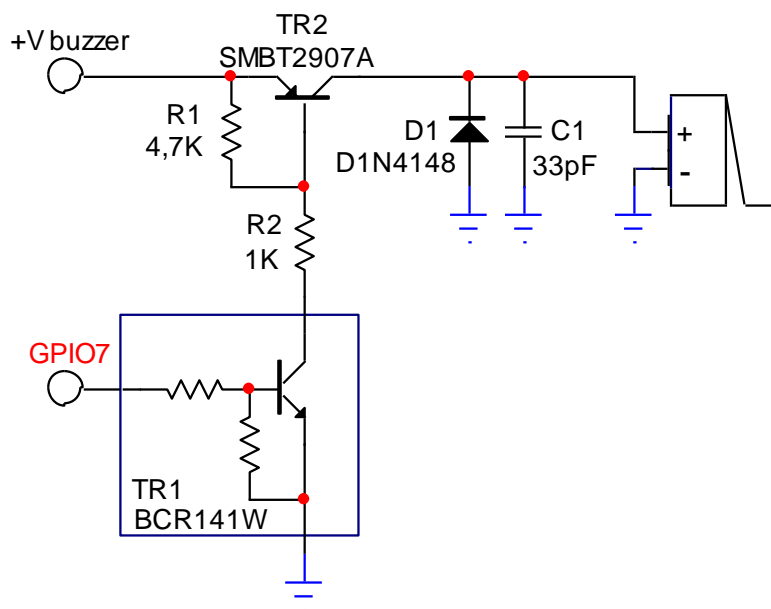 TR2
+V buzzer
SMBT2907A
R1
4,7K
D1
D1N4148
C1
33pF
+
-
R2
1K
GPIO7
TR1
BCR141W